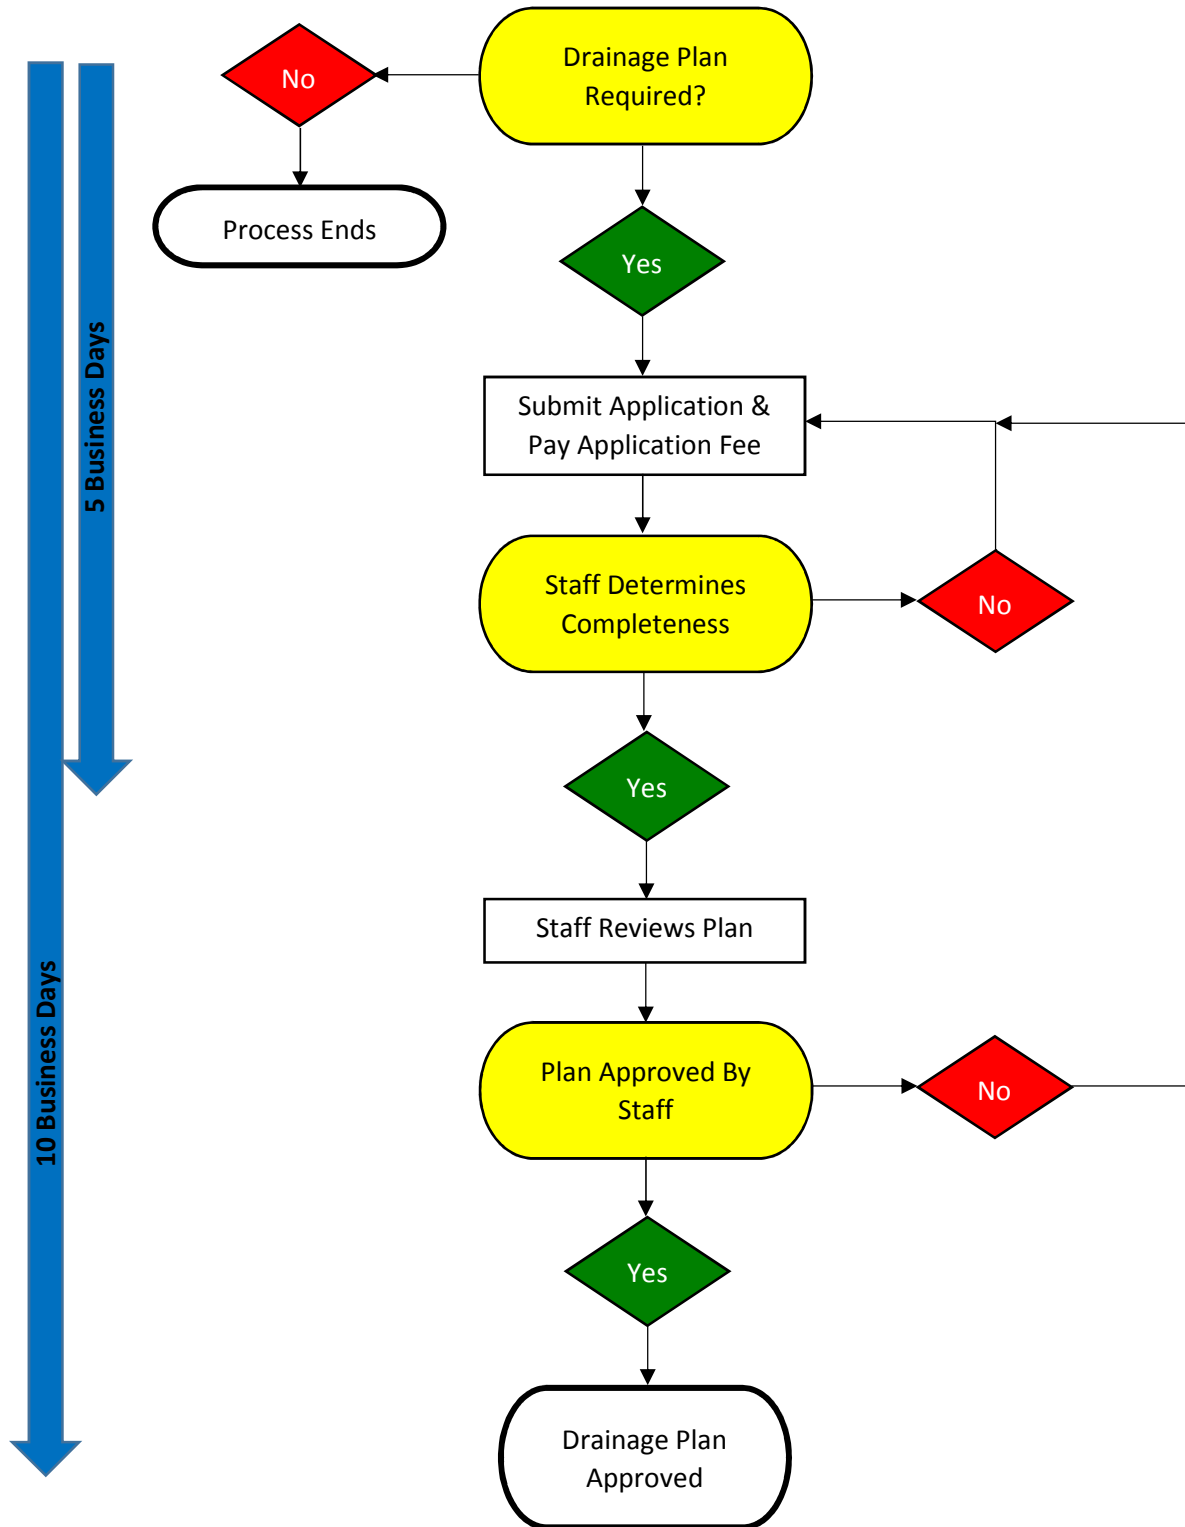 No
Drainage Plan
Required?
Process Ends
Yes
5 Business Days
Submit Application &
Pay Application Fee
Staff Determines
Completeness
No
Yes
Staff Reviews Plan
10 Business Days
Plan Approved By
Staff
No
Yes
Drainage Plan
Approved